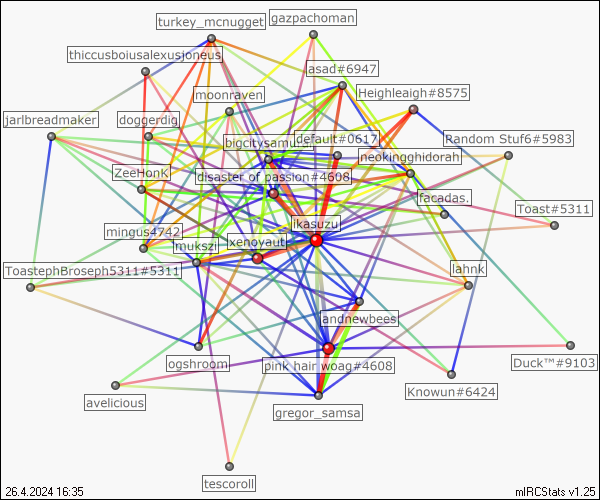 gazpachoman
turkey_mcnugget
thiccusboiusalexusjoneus
asad#6947
Heighleaigh#8575
moonraven
jarlbreadmaker
doggerdig
default#0617
Random Stuf6#5983
bigcitysamurai
neokingghidorah
ZeeHonK
disaster of passion#4608
facadas.
Toast#5311
ikasuzu
mingus4742
xenoyaut
mukszi
ToastephBroseph5311#5311
lahnk
andnewbees
ogshroom
pink hair woag#4608
Duck™#9103
Knowun#6424
avelicious
gregor_samsa
tescoroll
26.4.2024 16:35
mIRCStats v1.25